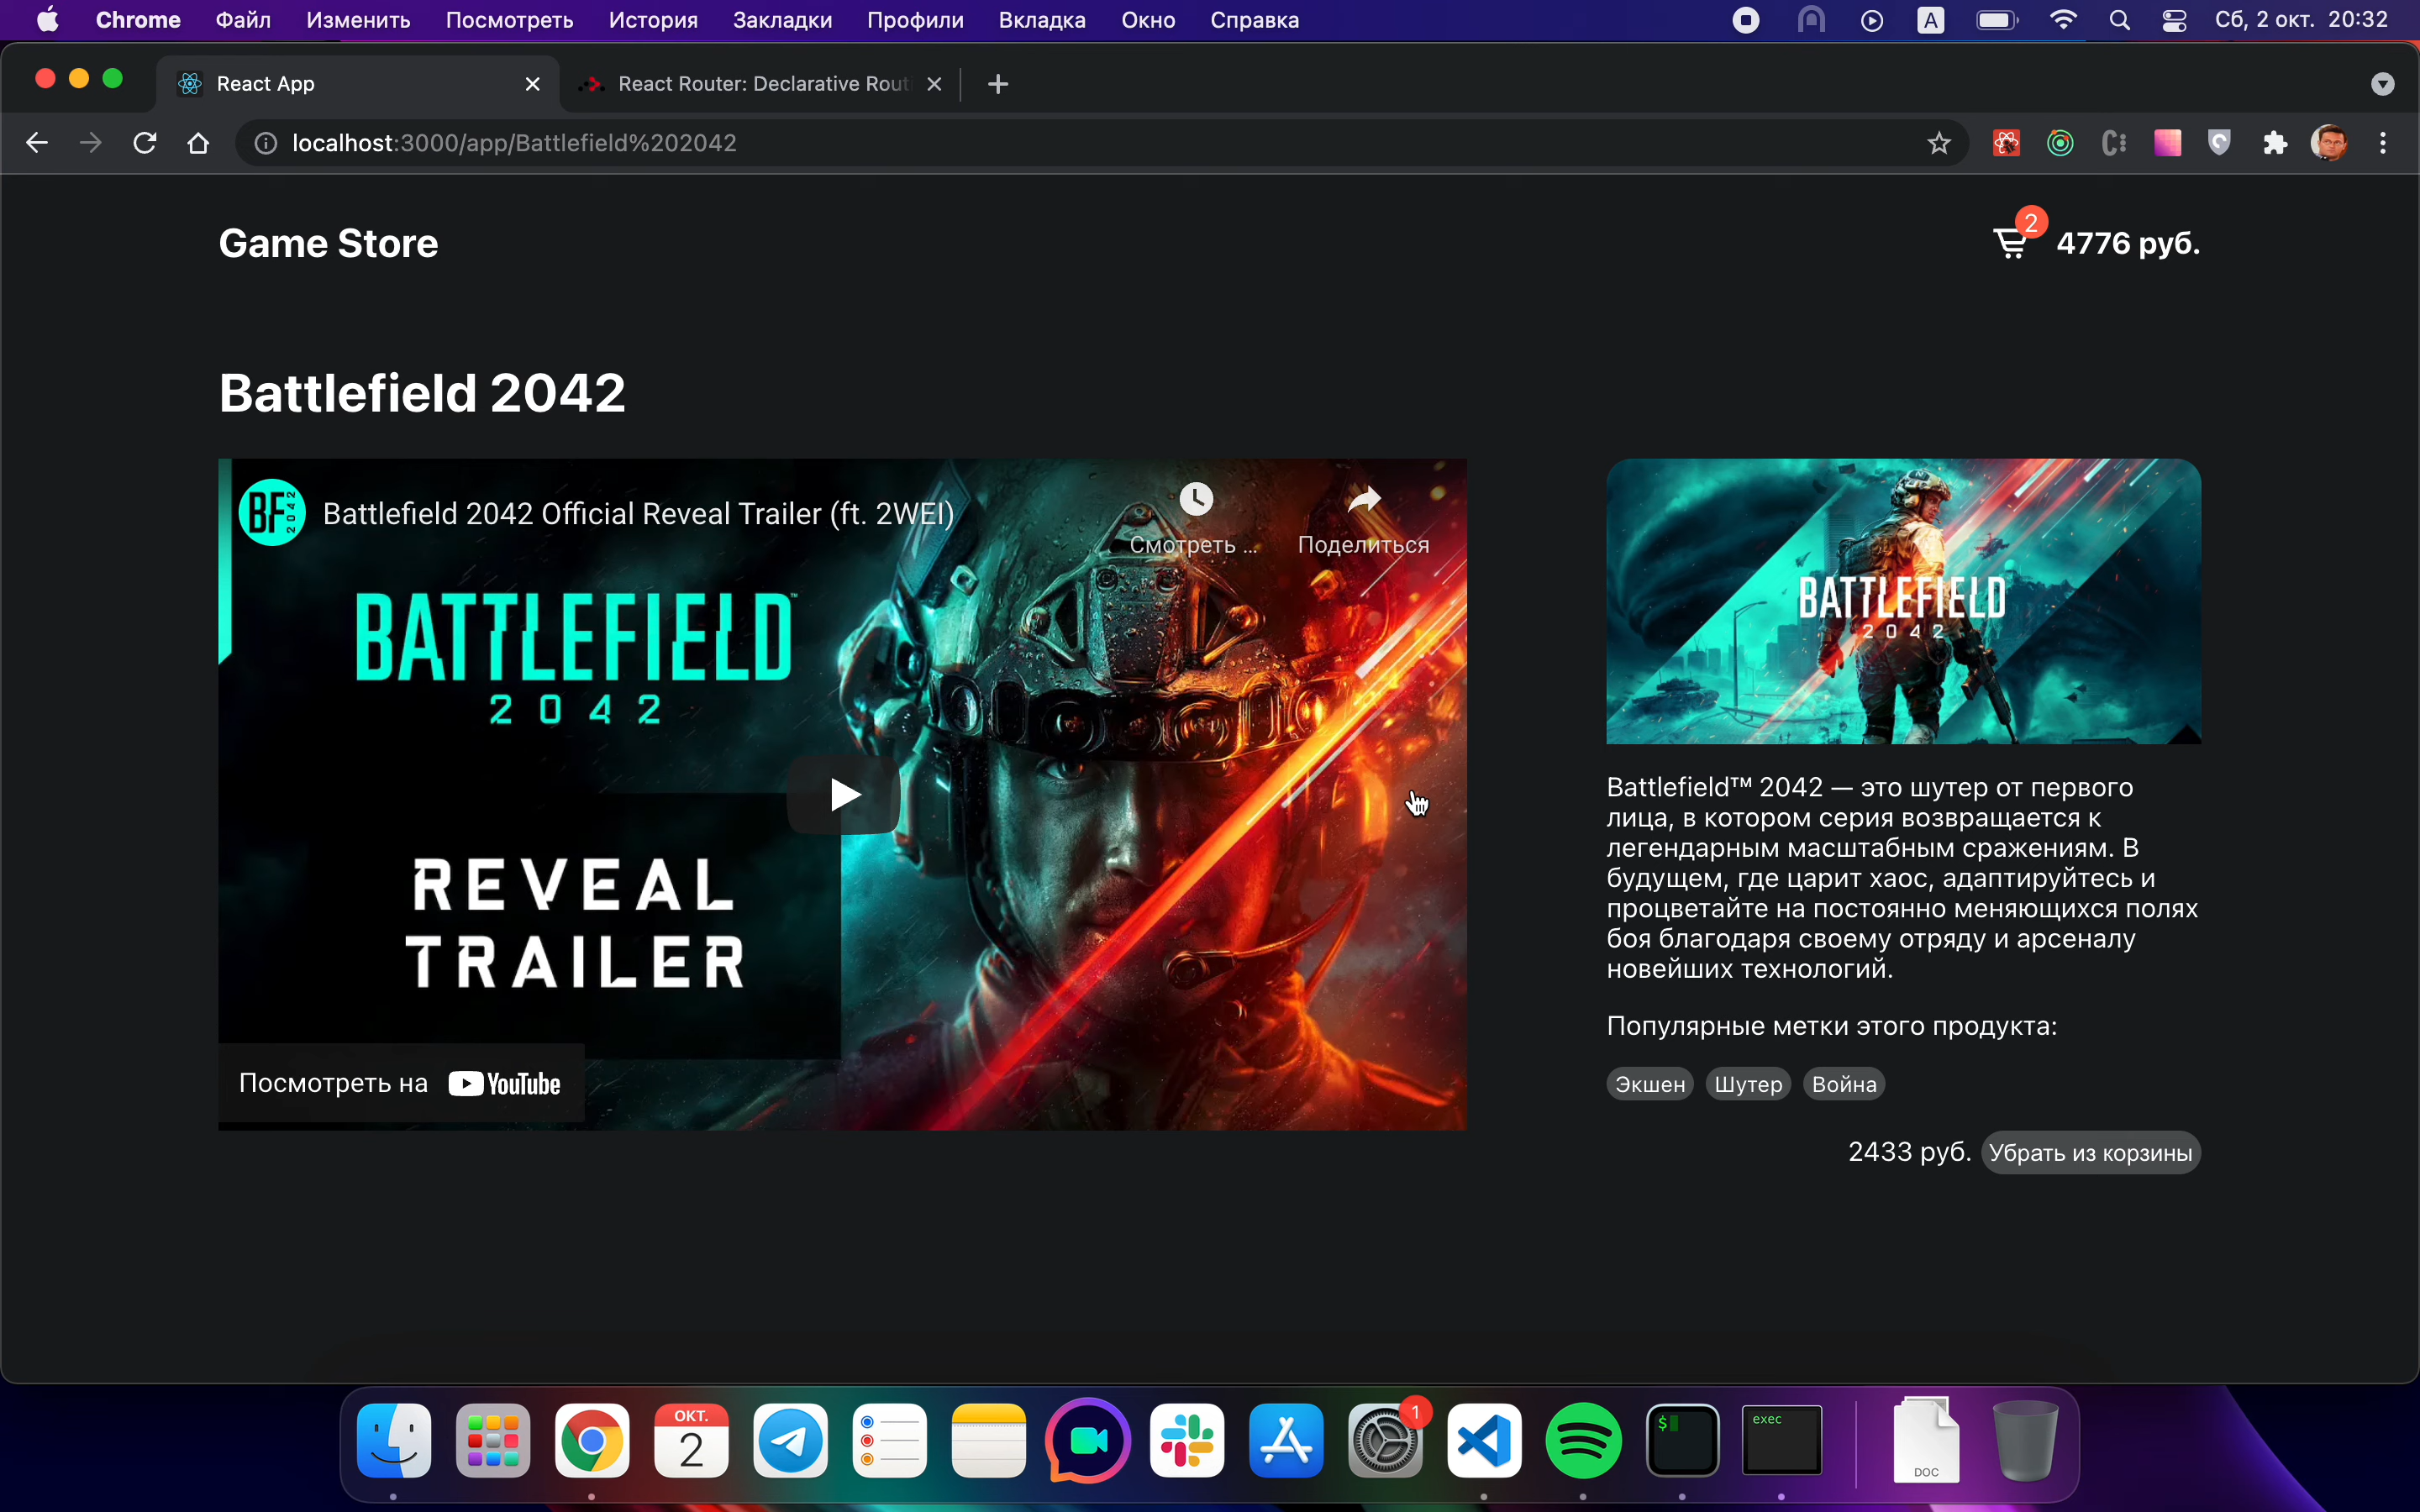 Chrome Файл Изменить Посмотреть История Закладки Профили Вкладка Окно Справка A Сб, 2 окт. 20:32
React App React Router: Declarative Rout
localhost:3000/app/Battlefield%202042
Game Store
2
4776 руб.
Battlefield 2042
BF 2042
Battlefield 2042 Official Reveal Trailer (ft. 2WEI)
Смотреть ... Поделиться
BATTLEFIELD™
2042
REVEAL
TRAILER
Посмотреть на YouTube
BATTLEFIELD
2042
Battlefield™ 2042 — это шутер от первого
лица, в котором серия возвращается к
легендарным масштабным сражениям. В
будущем, где царит хаос, адаптируйтесь и
процветайте на постоянно меняющихся полях
боя благодаря своему отряду и арсеналу
новейших технологий.
Популярные метки этого продукта:
Экшен Шутер Война
2433 руб. Убрать из корзины
ОКТ.
2
1
$
exec
DOC